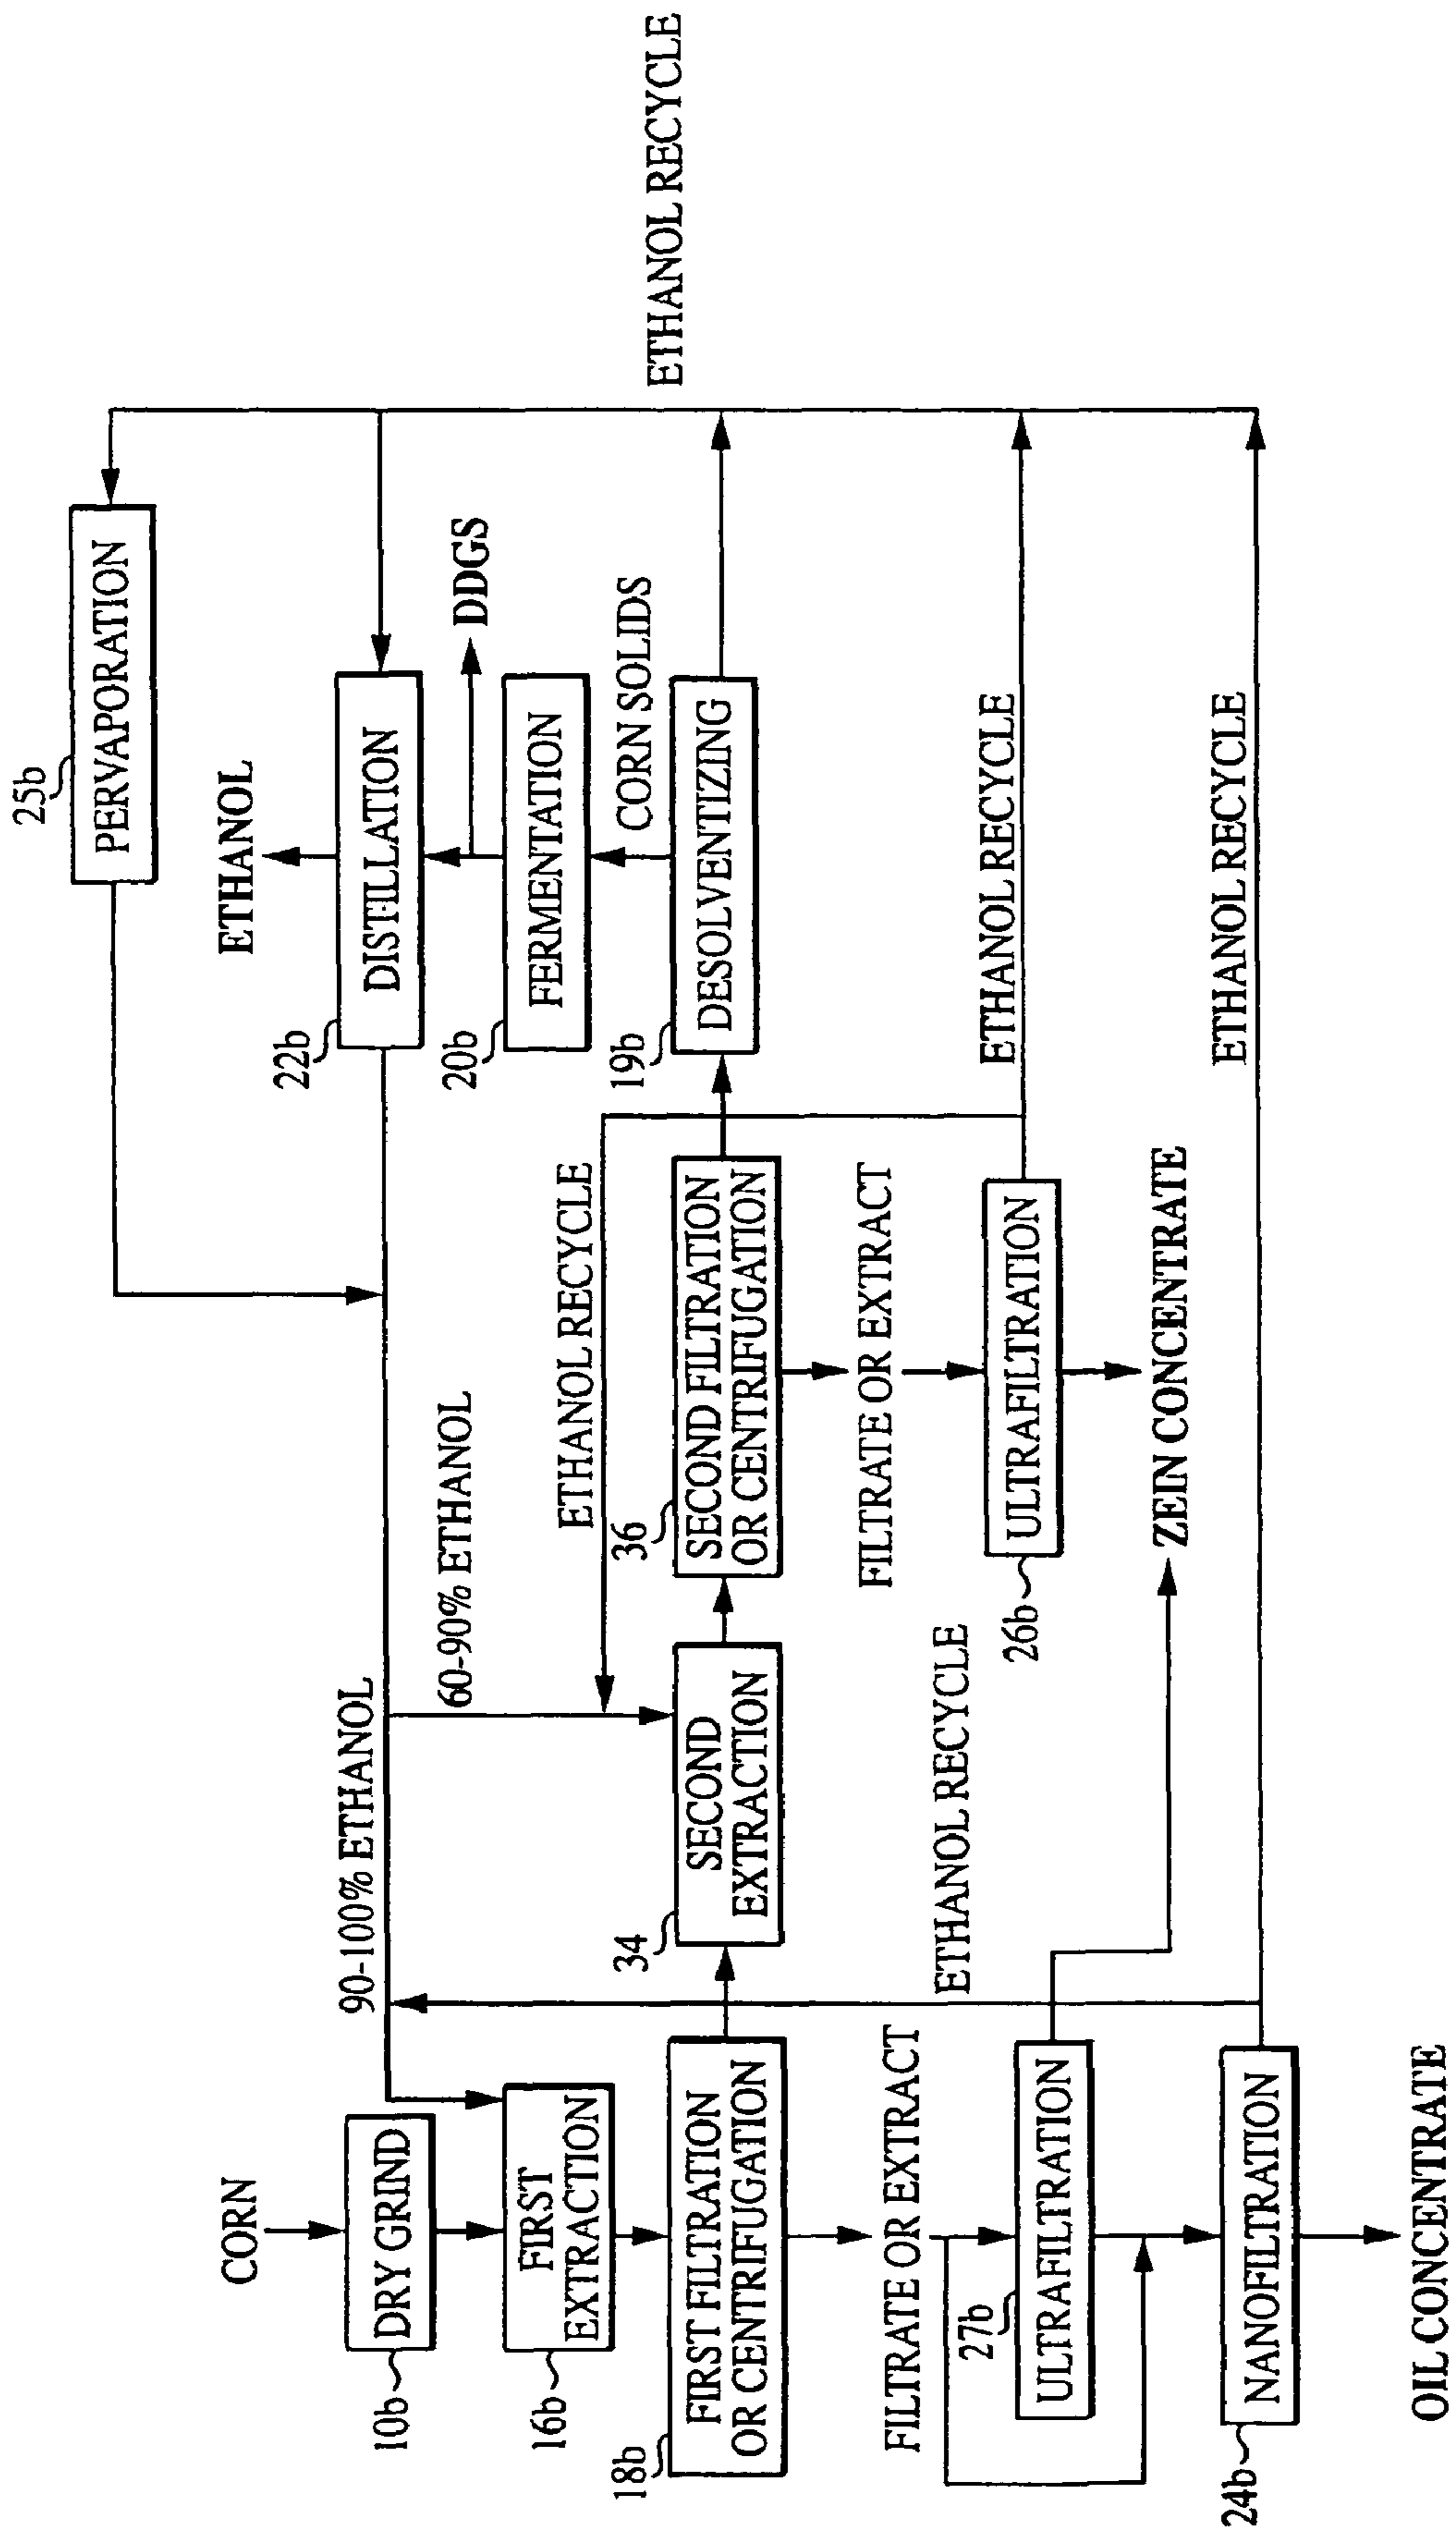 CORN
10b
DRY GRIND
16b
FIRST
EXTRACTION
18b
FIRST FILTRATION
OR CENTRIFUGATION
FILTRATE OR EXTRACT
27b
ULTRAFILTRATION
24b
NANOFILTRATION
OIL CONCENTRATE
90-100% ETHANOL
60-90% ETHANOL
34
SECOND
EXTRACTION
ETHANOL RECYCLE
ETHANOL RECYCLE
36
SECOND FILTRATION
OR CENTRIFUGATION
FILTRATE OR EXTRACT
26b
ULTRAFILTRATION
ZEIN CONCENTRATE
25b
PERVAPORATION
ETHANOL
22b
DISTILLATION
DDGS
20b
FERMENTATION
CORN SOLIDS
19b
DESOLVENTIZING
ETHANOL RECYCLE
ETHANOL RECYCLE
ETHANOL RECYCLE